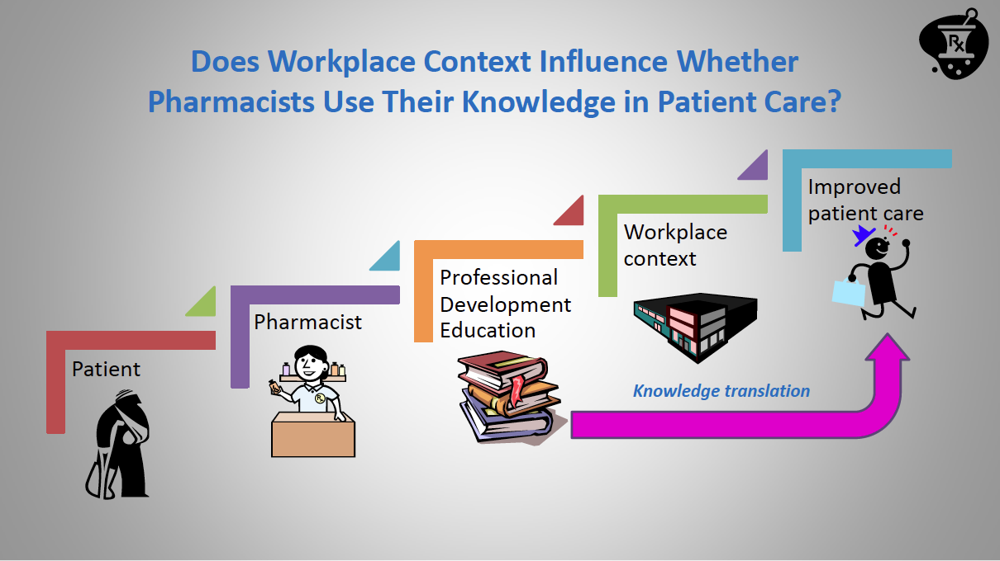 Does Workplace Context Influence Whether
Pharmacists Use Their Knowledge in Patient Care?
Rx
Improved
patient care
Workplace
context
Professional
Development
Education
Pharmacist
Patient
Rx
Knowledge translation